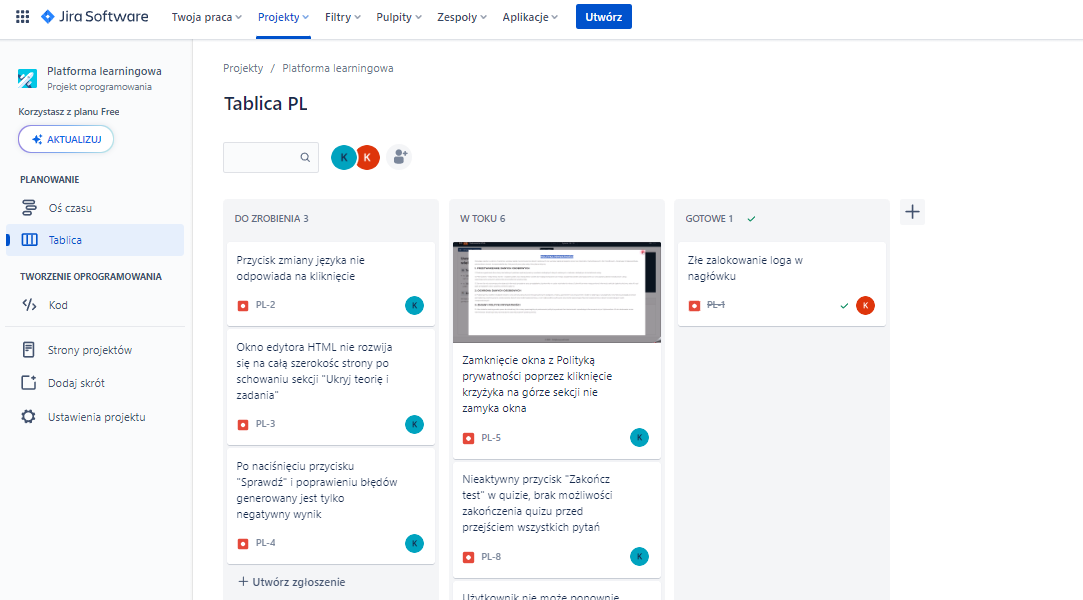 Jira Software Twoja praca Projekty Filtry Pulpity Zespoły Aplikacje Utwórz
Platforma learningowa
Projekt oprogramowania
Korzystasz z planu Free
AKTUALIZUJ
PLANOWANIE
Oś czasu
Tablica
TWORZENIE OPROGRAMOWANIA
Kod
Strony projektów
Dodaj skrót
Ustawienia projektu
Projekty / Platforma learningowa
Tablica PL
K K
DO ZROBIENIA 3
Przycisk zmiany języka nie
odpowiada na kliknięcie
PL-2 K
Okno edytora HTML nie rozwija
się na całą szerokośc strony po
schowaniu sekcji "Ukryj teorię i
zadania"
PL-3 K
Po naciśnięciu przycisku
"Sprawdź" i poprawieniu błędów
generowany jest tylko
negatywny wynik
PL-4 K
+ Utwórz zgłoszenie
W TOKU 6
Zamknięcie okna z Polityką
prywatności poprzez kliknięcie
krzyżyka na górze sekcji nie
zamyka okna
PL-5 K
Nieaktywny przycisk "Zakończ
test" w quizie, brak możliwości
zakończenia quizu przed
przejściem wszystkich pytań
PL-8 K
Użytkownik nie może ponownie
GOTOWE 1
Złe zalokowanie loga w
nagłówku
PL-1 K